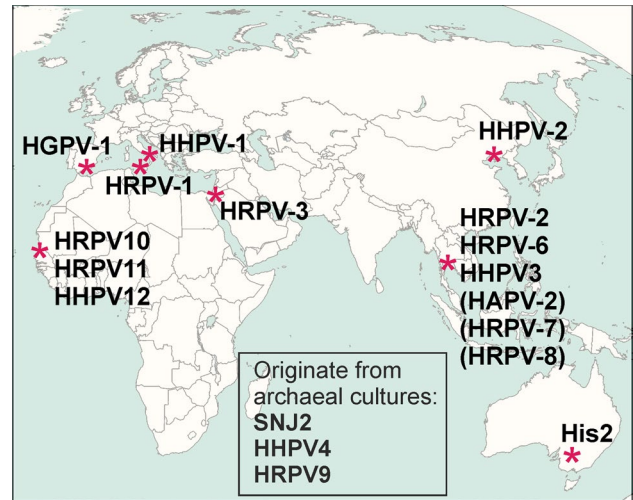 HHPV-1
HHPV-2
HGPV-1
HRPV-1
HRPV-3
HRPV-2
HRPV-6
HHPV3
(HAPV-2)
(HRPV-7)
(HRPV-8)
HRPV10
HRPV11
HHPV12
Originate from
archaeal cultures:
SNJ2
HHPV4
HRPV9
His2